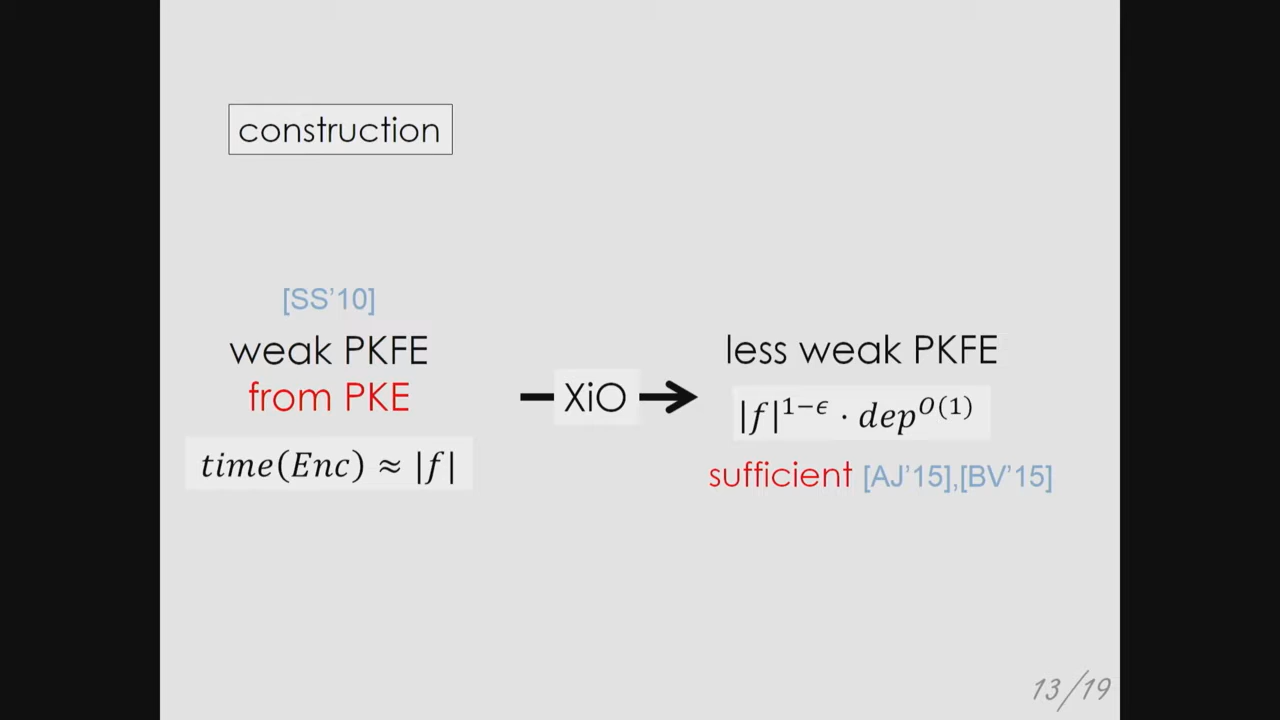 construction
[SS’10]
weak PKFE
from PKE
time(Enc) ≈ |f|
XiO
less weak PKFE
|f|^{1−ϵ} · dep^{O(1)}
sufficient [AJ’15],[BV’15]
13/19